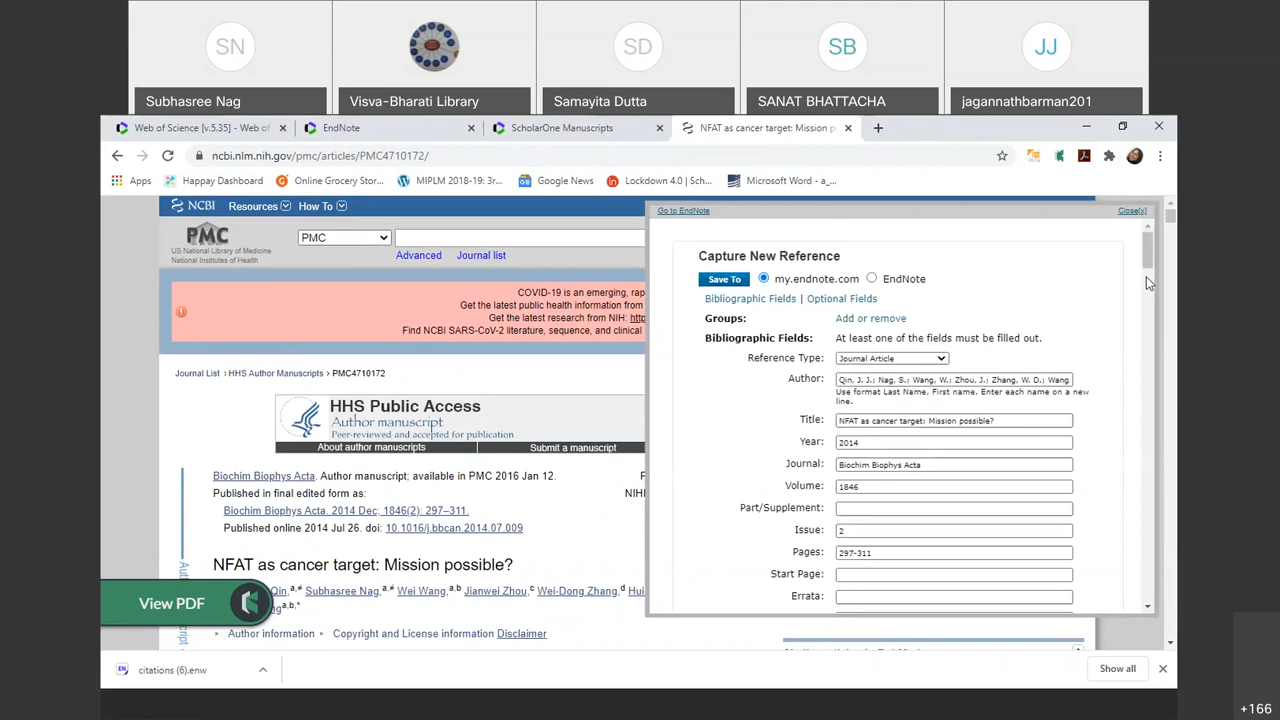 SN
SD
SB
JJ
Subhasree Nag
Visva-Bharati Library
Samayita Dutta
SANAT BHATTACHA
jagannathbarman201
Web of Science [v.5.35] - Web of
EndNote
ScholarOne Manuscripts
NFAT as cancer target: Mission p
ncbi.nlm.nih.gov/pmc/articles/PMC4710172/
Apps
Happay Dashboard
Online Grocery Stor...
MIPLM 2018-19: 3r...
Google News
Lockdown 4.0 | Sch...
Microsoft Word - a_...
NCBI Resources How To
PMC
US National Library of Medicine
National Institutes of Health
PMC
Advanced Journal list
COVID-19 is an emerging, rap
Get the latest public health information from
Get the latest research from NIH: http
Find NCBI SARS-CoV-2 literature, sequence, and clinical
Journal List > HHS Author Manuscripts > PMC4710172
HHS Public Access
Author manuscript
Peer-reviewed and accepted for publication
About author manuscripts Submit a manuscript
Biochim Biophys Acta. Author manuscript; available in PMC 2016 Jan 12.
Published in final edited form as:
NIH
Biochim Biophys Acta. 2014 Dec; 1846(2): 297–311.
Published online 2014 Jul 26. doi: 10.1016/j.bbcan.2014.07.009
NFAT as cancer target: Mission possible?
Qin,a,≠ Subhasree Nag,a,≠ Wei Wang,a,b Jianwei Zhou,c Wei-Dong Zhang,d Hui
a,b,*
Author information Copyright and License information Disclaimer
View PDF
Go to EndNote
Close[x]
Capture New Reference
Save To my.endnote.com EndNote
Bibliographic Fields | Optional Fields
Groups: Add or remove
Bibliographic Fields: At least one of the fields must be filled out.
Reference Type: Journal Article
Author: Qin, J. J.; Nag, S.; Wang, W.; Zhou, J.; Zhang, W. D.; Wang
Use format Last Name, First name. Enter each name on a new
line.
Title: NFAT as cancer target: Mission possible?
Year: 2014
Journal: Biochim Biophys Acta
Volume: 1846
Part/Supplement:
Issue: 2
Pages: 297-311
Start Page:
Errata:
EN
citations (6).enw
Show all
+166